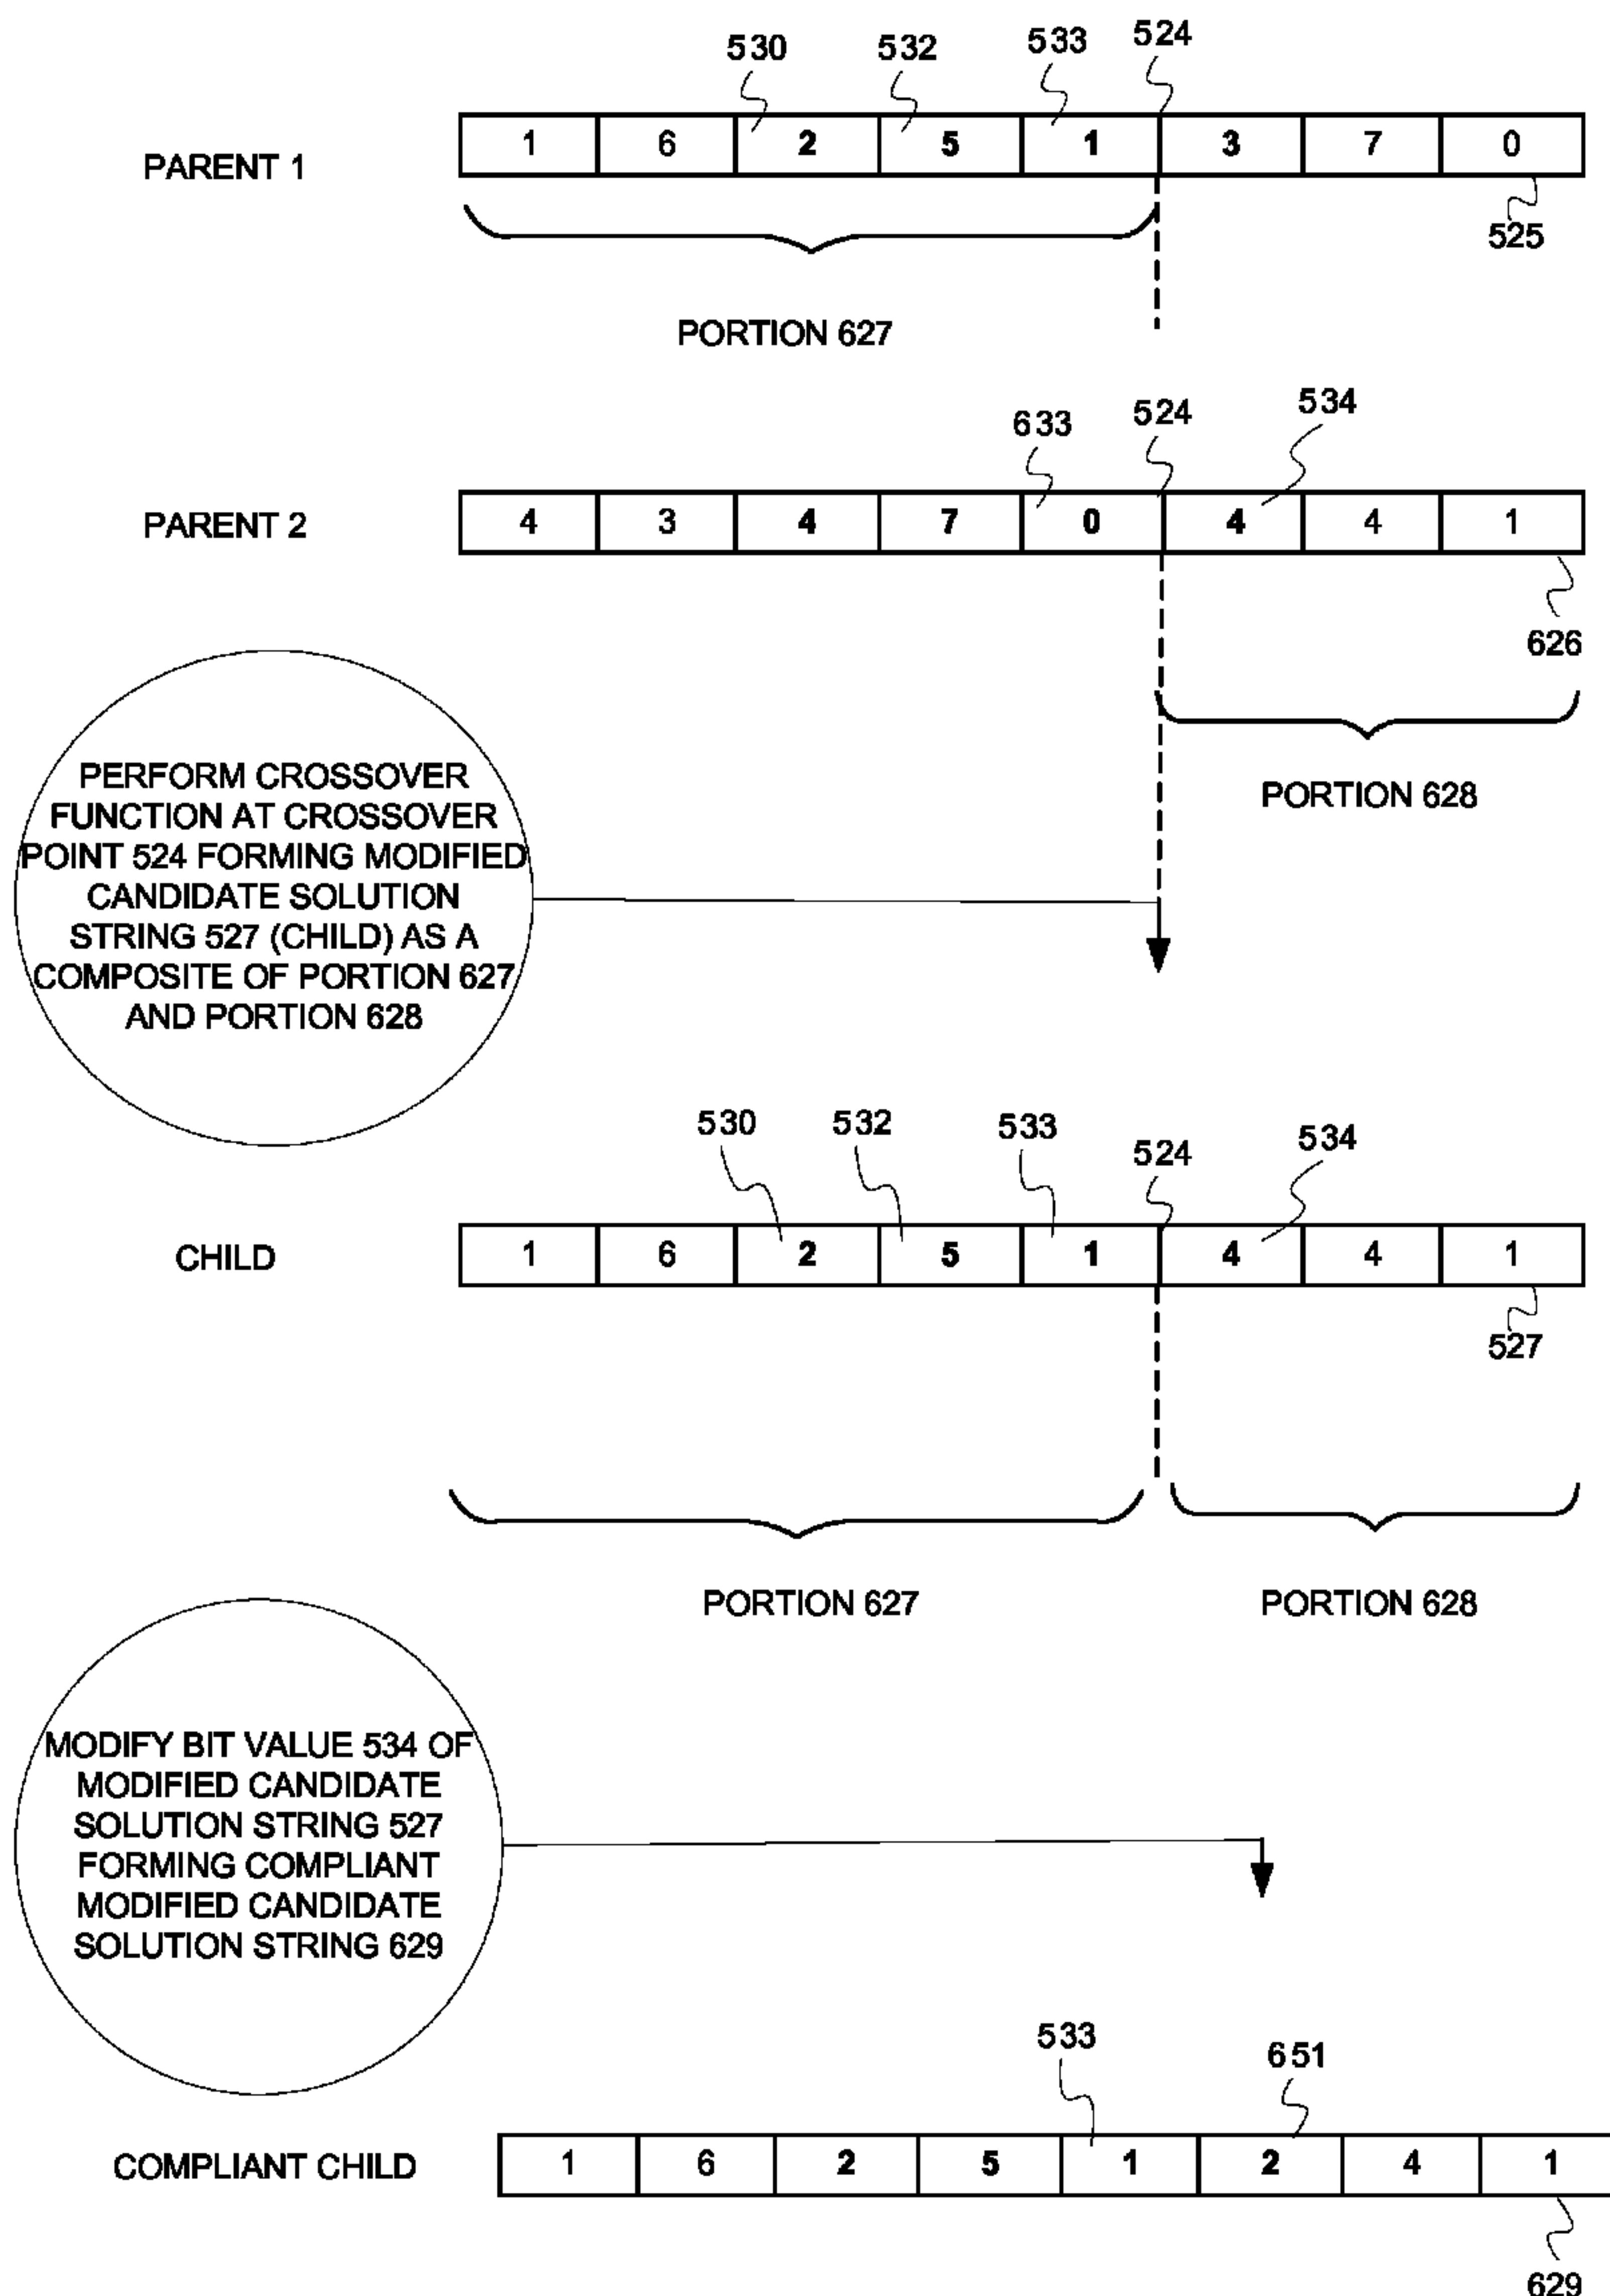 530 532 533 524
PARENT 1 1 6 2 5 1 3 7 0
525
PORTION 627
633 524 534
PARENT 2 4 3 4 7 0 4 4 1
626
PORTION 628
PERFORM CROSSOVER
FUNCTION AT CROSSOVER
POINT 524 FORMING MODIFIED
CANDIDATE SOLUTION
STRING 527 (CHILD) AS A
COMPOSITE OF PORTION 627
AND PORTION 628
530 532 533 524 534
CHILD 1 6 2 5 1 4 4 1
527
PORTION 627 PORTION 628
MODIFY BIT VALUE 534 OF
MODIFIED CANDIDATE
SOLUTION STRING 527
FORMING COMPLIANT
MODIFIED CANDIDATE
SOLUTION STRING 629
533 651
COMPLIANT CHILD 1 6 2 5 1 2 4 1
629